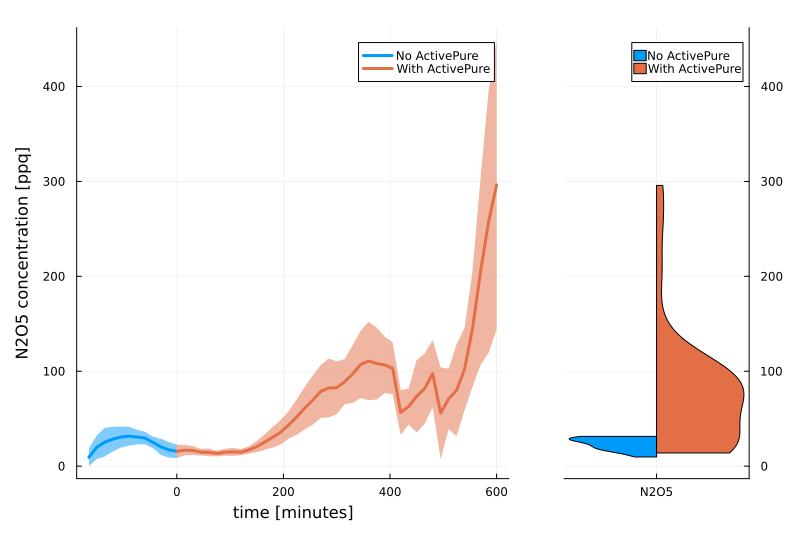 No ActivePure
With ActivePure
400
300
200
100
0
N2O5 concentration [ppq]
0
200
400
600
time [minutes]
No ActivePure
With ActivePure
400
300
200
100
0
N2O5